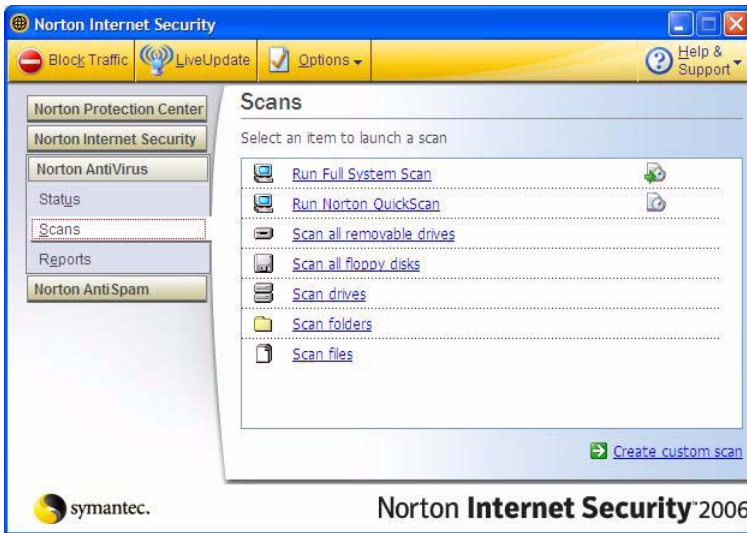 Norton Internet Security
Block Traffic LiveUpdate Options Help & Support
Norton Protection Center
Norton Internet Security
Norton AntiVirus
Status
Scans
Reports
Norton AntiSpam
Scans
Select an item to launch a scan
Run Full System Scan
Run Norton QuickScan
Scan all removable drives
Scan all floppy disks
Scan drives
Scan folders
Scan files
Create custom scan
symantec.
Norton Internet Security™2006